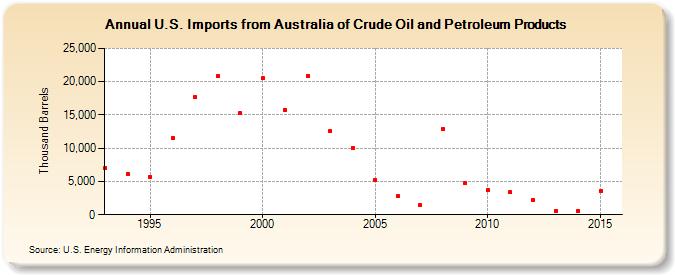 Annual U.S. Imports from Australia of Crude Oil and Petroleum Products
Thousand Barrels
25,000
20,000
15,000
10,000
5,000
0
1995 2000 2005 2010 2015
Source: U.S. Energy Information Administration